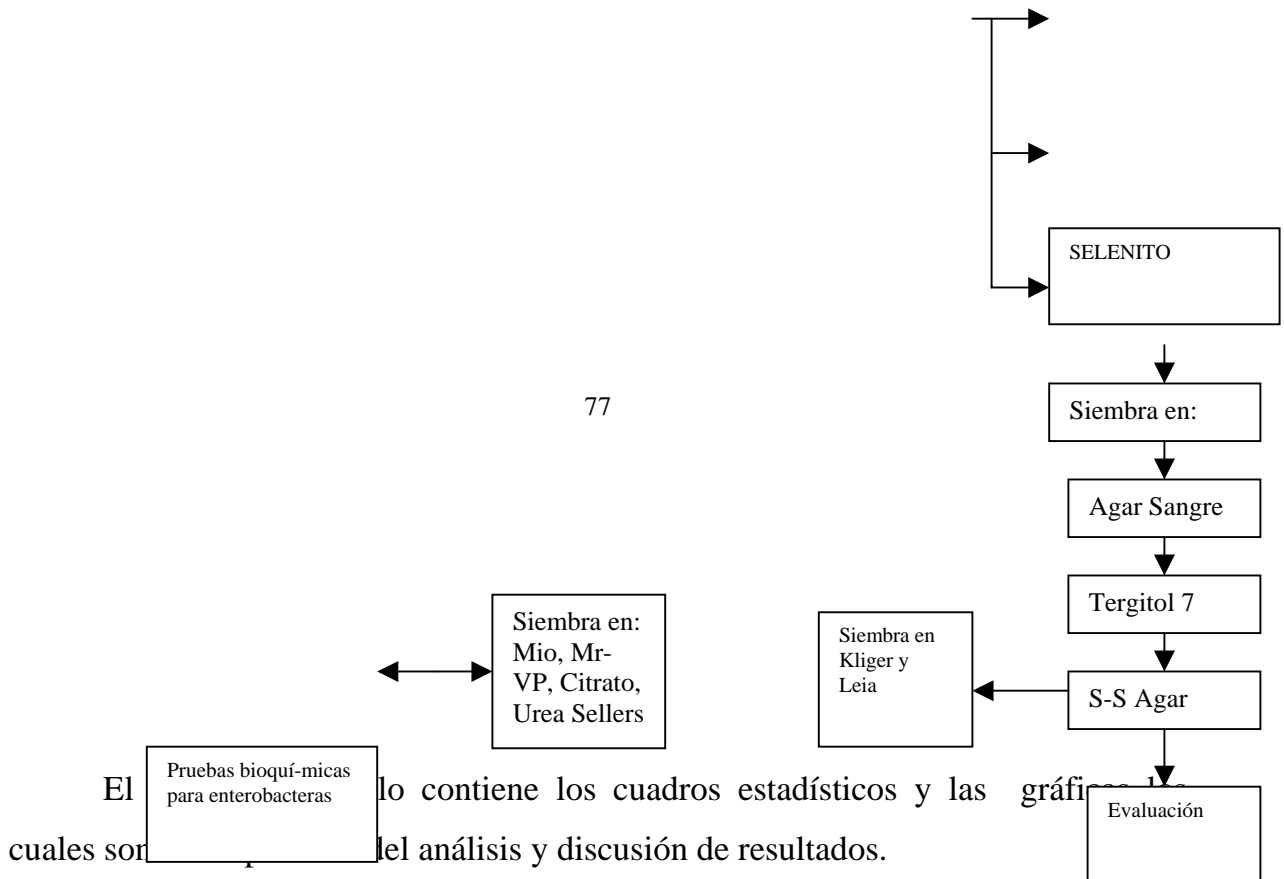 SELENITO
77
Siembra en:
Agar Sangre
Tergitol 7
Siembra en:
Mio, Mr-
VP, Citrato,
Urea Sellers
Siembra en
Kliger y
Leia
S-S Agar
Pruebas bioquí-micas
para enterobacteras
Evaluación
El lo contiene los cuadros estadísticos y las
cuales son del análisis y discusión de resultados.